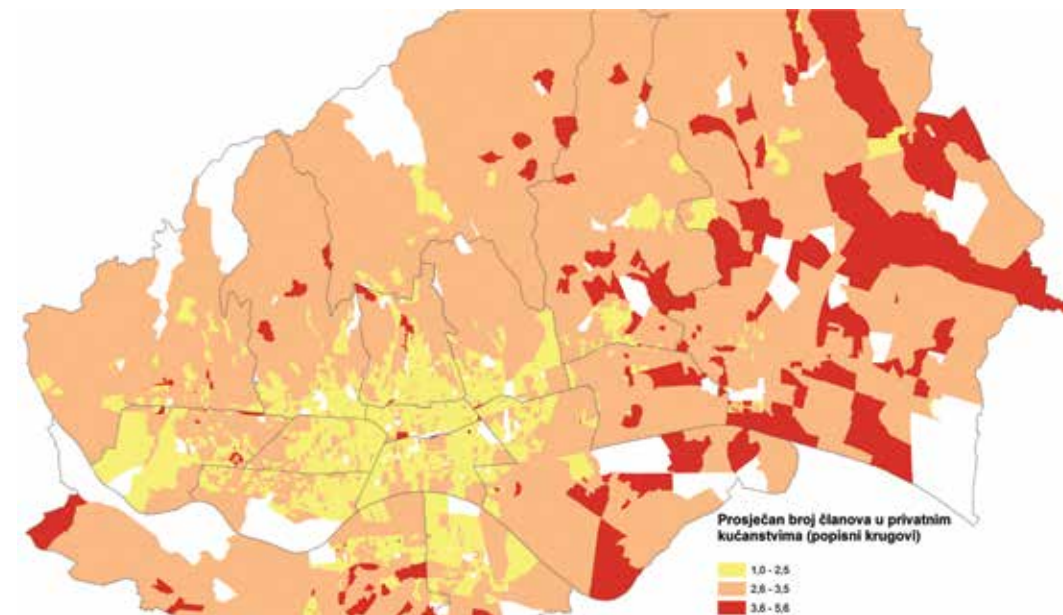 Prosječan broj članova u privatnim
kućanstvima (popisni krugovi)
1,0 - 2,5
2,6 - 3,5
3,6 - 5,6